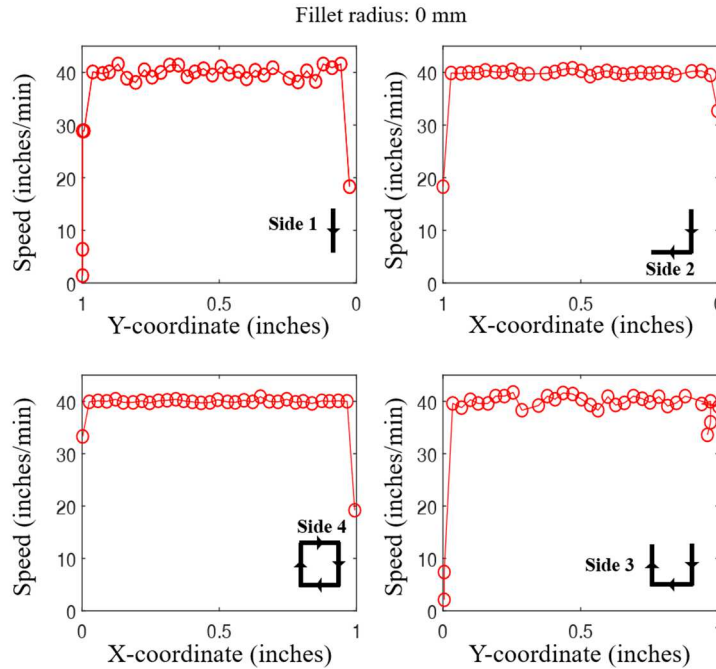 Fillet radius: 0 mm
Speed (inches/min)
40
30
20
10
0
Side 1
1
0.5
0
Y-coordinate (inches)
Speed (inches/min)
40
30
20
10
0
Side 2
1
0.5
0
X-coordinate (inches)
Speed (inches/min)
40
30
20
10
0
Side 4
0
0.5
1
X-coordinate (inches)
Speed (inches/min)
40
30
20
10
0
Side 3
0
0.5
Y-coordinate (inches)